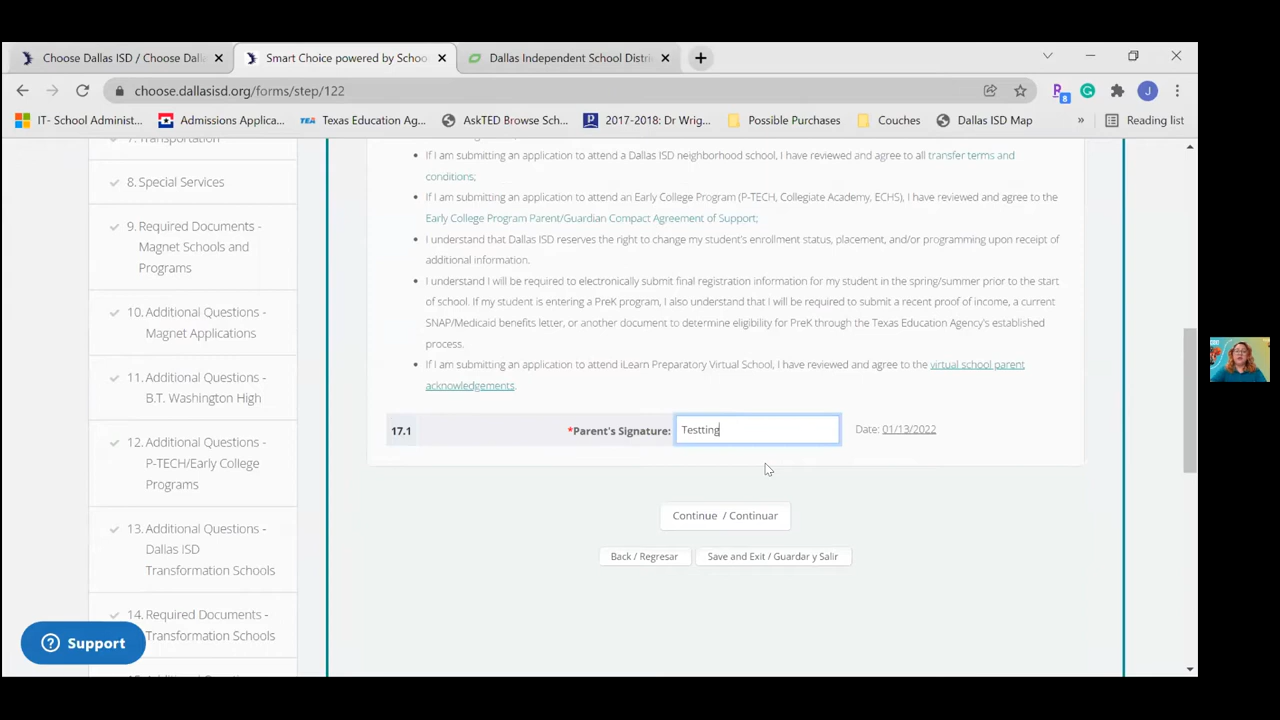 Choose Dallas ISD / Choose Dall
Smart Choice powered by Schoo
Dallas Independent School Distri
choose.dallasisd.org/forms/step/122
8
J
IT- School Administ...
Admissions Applica...
TEA Texas Education Ag...
AskTED Browse Sch...
2017-2018: Dr Wrig...
Possible Purchases
Couches
Dallas ISD Map
»
Reading list
7. Transportation
8. Special Services
9. Required Documents -
Magnet Schools and
Programs
10. Additional Questions -
Magnet Applications
11. Additional Questions -
B.T. Washington High
12. Additional Questions -
P-TECH/Early College
Programs
13. Additional Questions -
Dallas ISD
Transformation Schools
14. Required Documents -
Transformation Schools
Support
• If I am submitting an application to attend a Dallas ISD neighborhood school, I have reviewed and agree to all transfer terms and
conditions;
• If I am submitting an application to attend an Early College Program (P-TECH, Collegiate Academy, ECHS), I have reviewed and agree to the
Early College Program Parent/Guardian Compact Agreement of Support;
• I understand that Dallas ISD reserves the right to change my student's enrollment status, placement, and/or programming upon receipt of
additional information.
• I understand I will be required to electronically submit final registration information for my student in the spring/summer prior to the start
of school. If my student is entering a PreK program, I also understand that I will be required to submit a recent proof of income, a current
SNAP/Medicaid benefits letter, or another document to determine eligibility for PreK through the Texas Education Agency's established
process.
• If I am submitting an application to attend iLearn Preparatory Virtual School, I have reviewed and agree to the virtual school parent
acknowledgements.
17.1 *Parent's Signature: Testting Date: 01/13/2022
Continue / Continuar
Back / Regresar
Save and Exit / Guardar y Salir